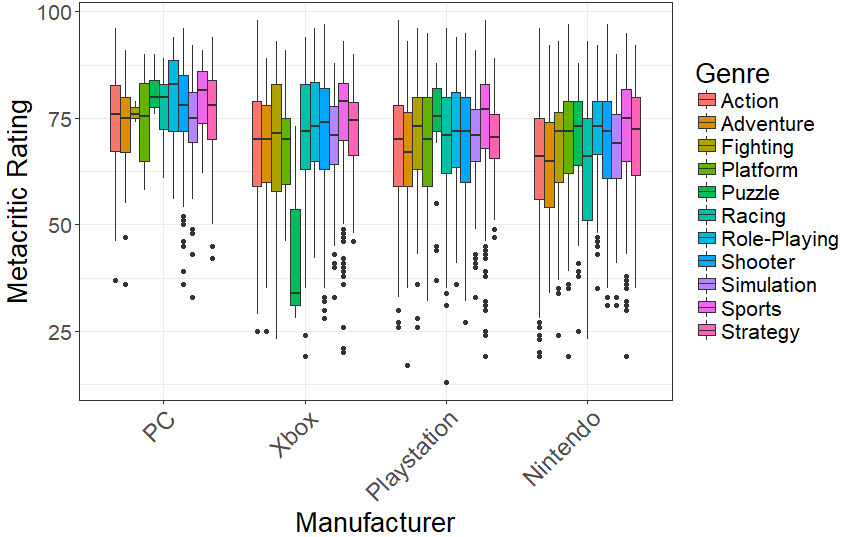 100
75
50
25
Metacritic Rating
PC
Xbox
Playstation
Nintendo
Manufacturer
Genre
Action
Adventure
Fighting
Platform
Puzzle
Racing
Role-Playing
Shooter
Simulation
Sports
Strategy